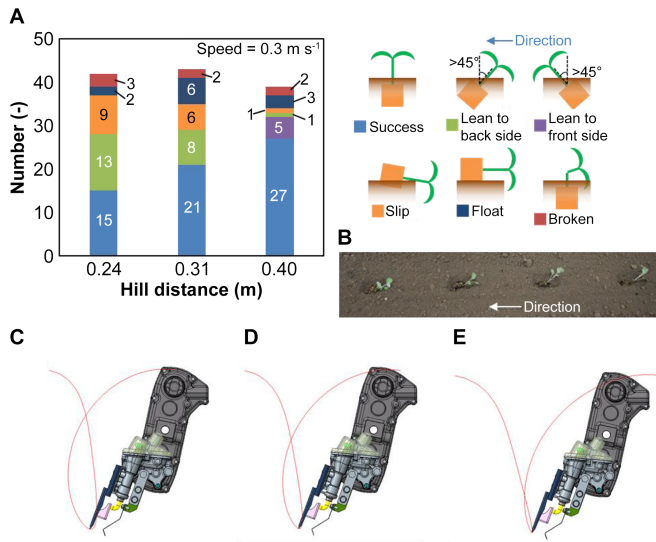 A
50
40
30
20
10
0
Number (-)
Speed = 0.3 m s-1
3
2
9
13
15
2
6
6
8
21
2
3
1
1
5
27
0.24 0.31 0.40
Hill distance (m)
Direction
>45°
>45°
Success
Lean to back side
Lean to front side
Slip
Float
Broken
B
Direction
C
D
E